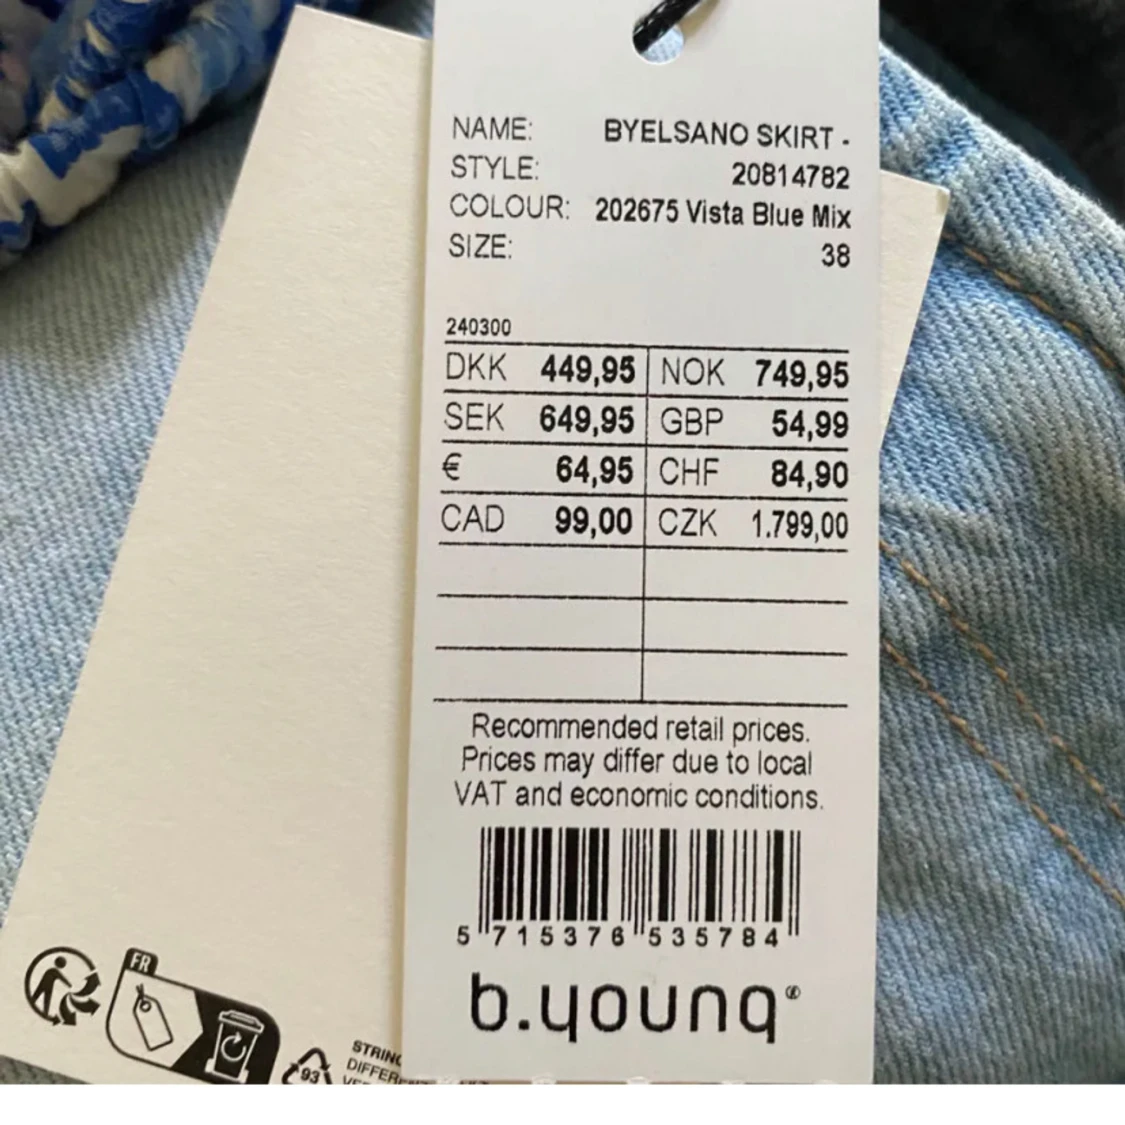 NAME: BYELSANO SKIRT -
STYLE: 20814782
COLOUR: 202675 Vista Blue Mix
SIZE: 38
240300
DKK 449,95 NOK 749,95
SEK 649,95 GBP 54,99
€ 64,95 CHF 84,90
CAD 99,00 CZK 1.799,00
Recommended retail prices.
Prices may differ due to local
VAT and economic conditions.
5 715376 535784
b.young®
FR
93
STRING